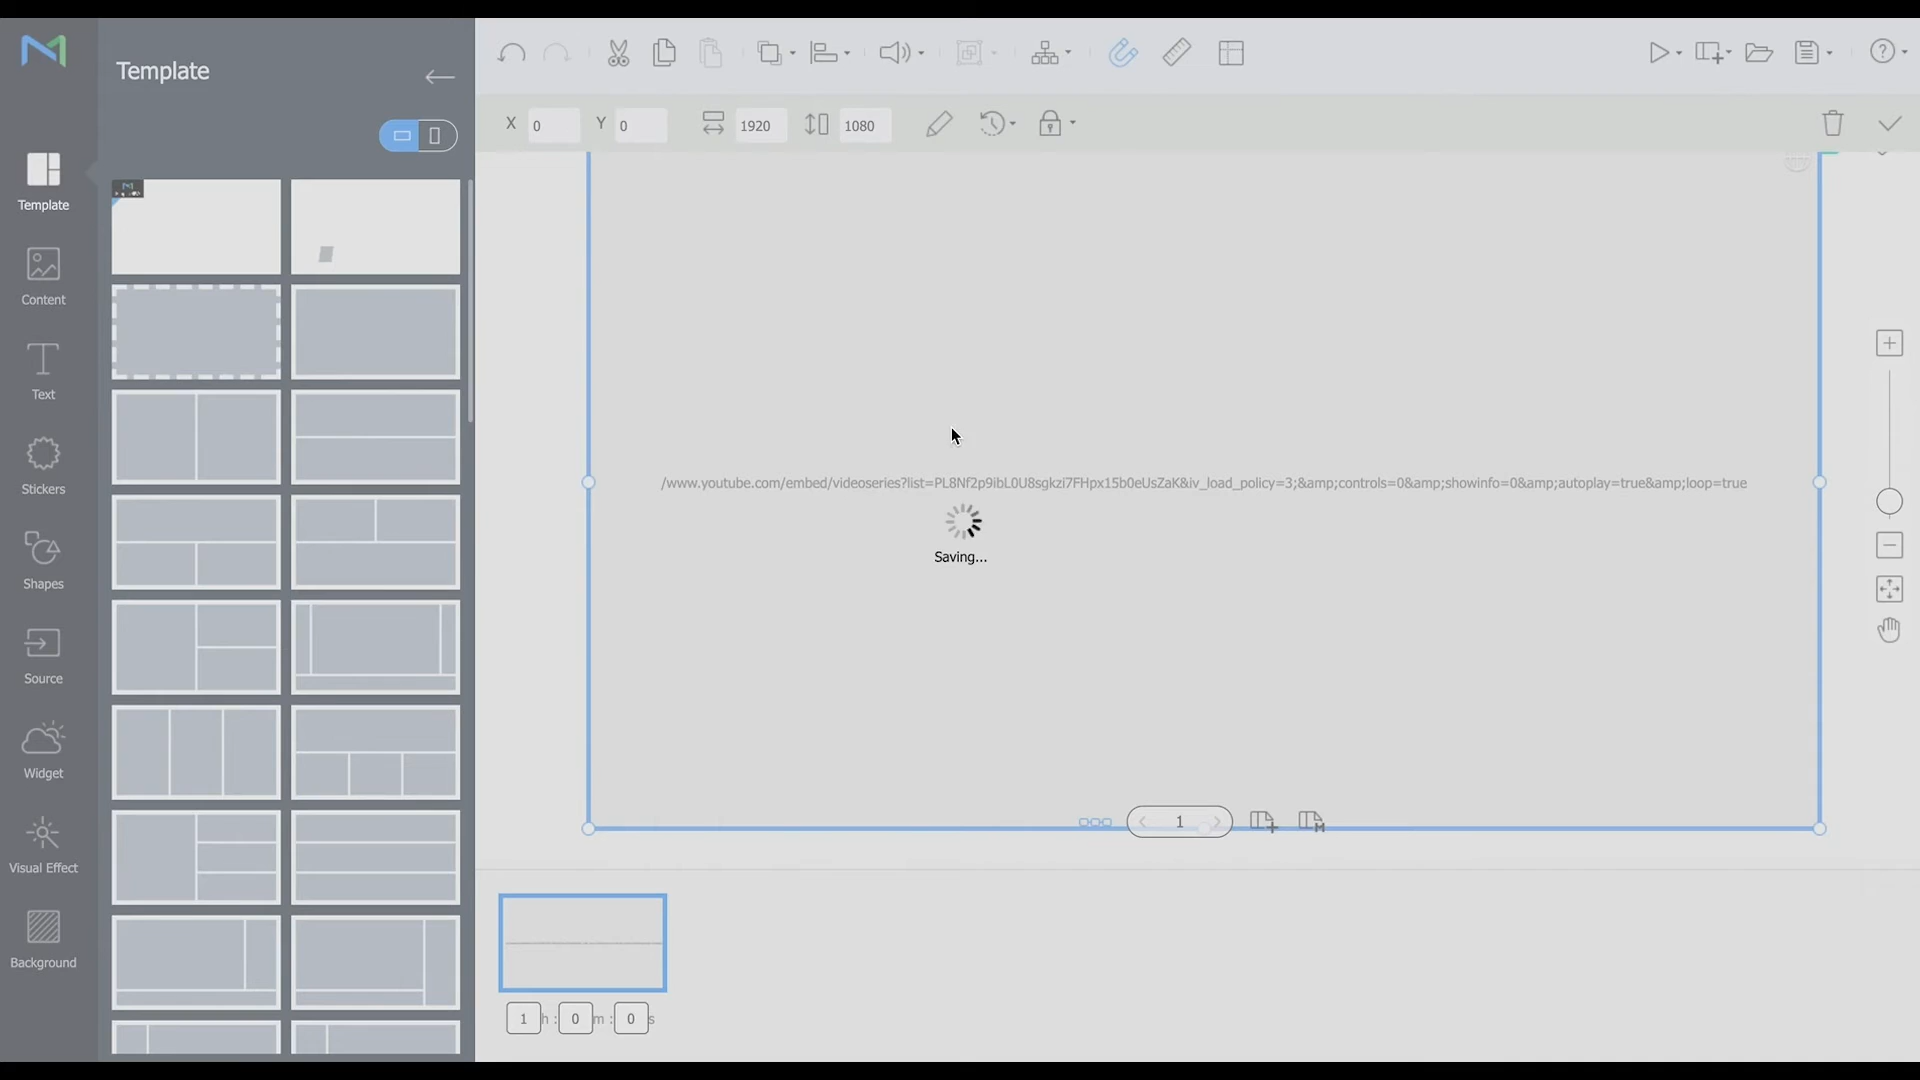 Template
X 0 Y 0 1920 1080
Template
Content
Text
Stickers
Shapes
Source
Widget
Visual Effect
Background
/www.youtube.com/embed/videoseries?list=PL8Nf2p9ibL0U8sgkzi7FHpx15b0eUsZaK&iv_load_policy=3;&amp;controls=0&amp;showinfo=0&amp;autoplay=true&amp;loop=true
Saving...
1
1 h : 0 m : 0 s